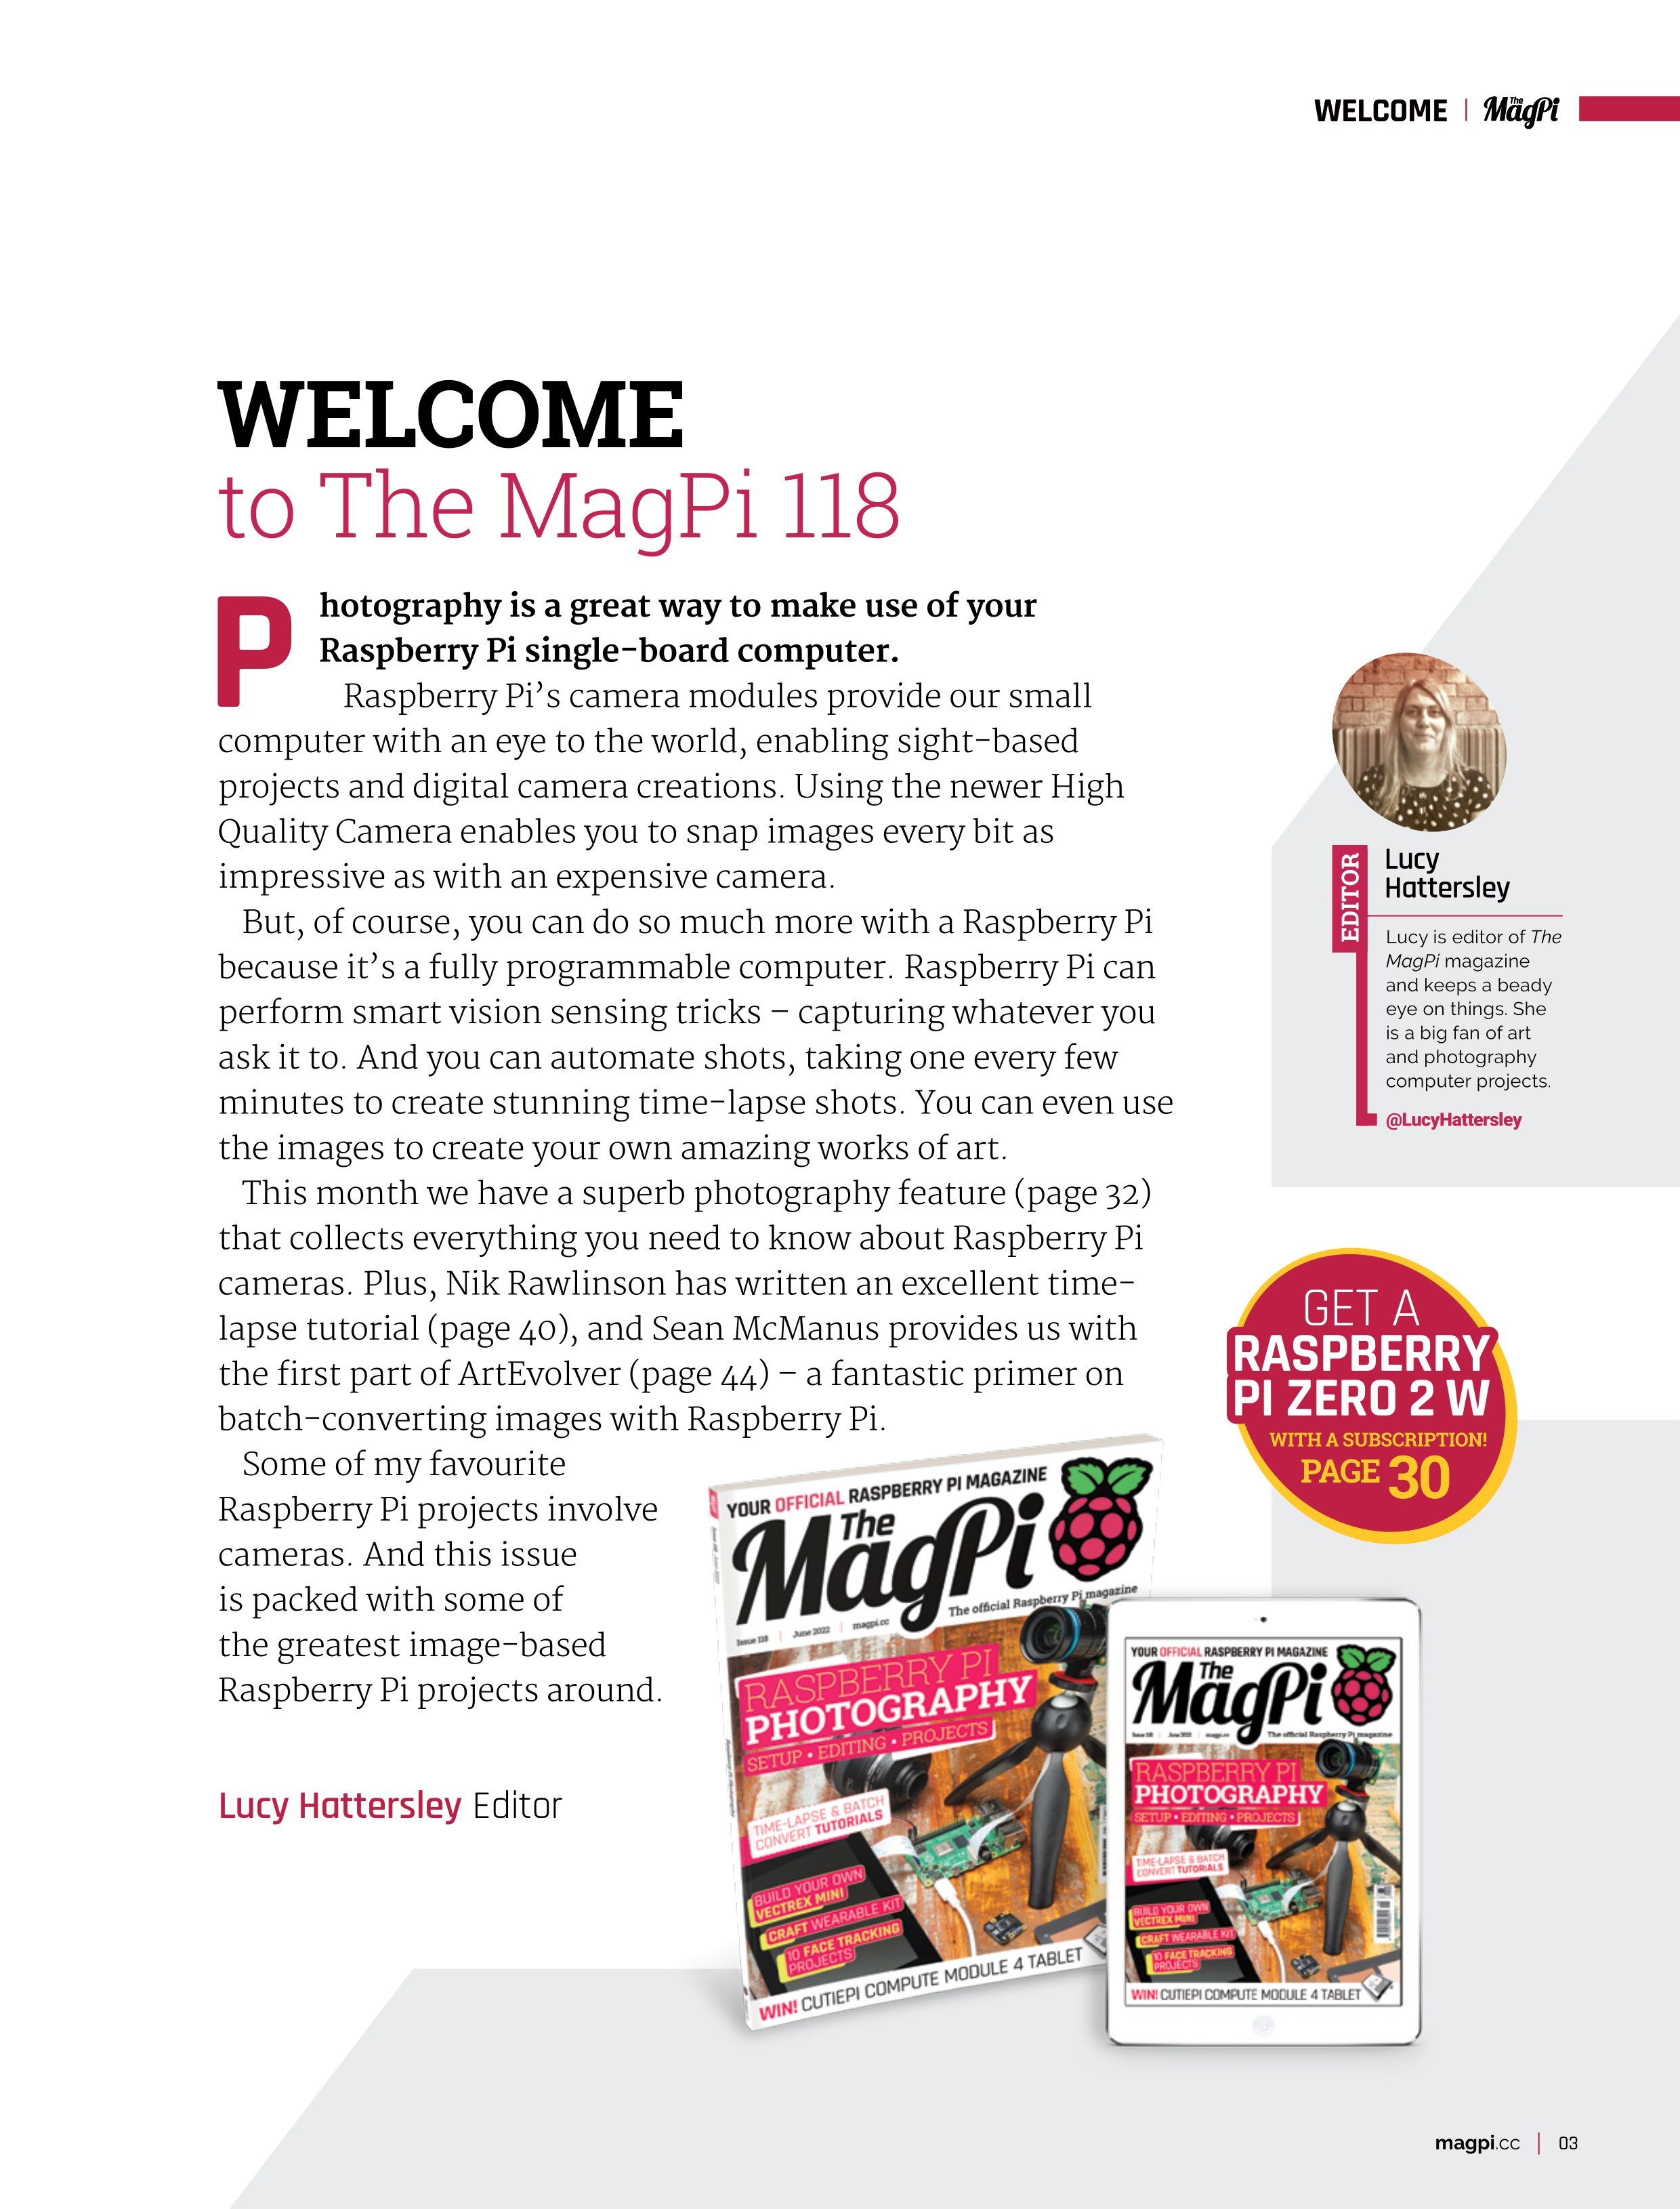 WELCOME | The MagPi
WELCOME
to The MagPi 118
Photography is a great way to make use of your
Raspberry Pi single-board computer.
Raspberry Pi’s camera modules provide our small
computer with an eye to the world, enabling sight-based
projects and digital camera creations. Using the newer High
Quality Camera enables you to snap images every bit as
impressive as with an expensive camera.
But, of course, you can do so much more with a Raspberry Pi
because it’s a fully programmable computer. Raspberry Pi can
perform smart vision sensing tricks – capturing whatever you
ask it to. And you can automate shots, taking one every few
minutes to create stunning time-lapse shots. You can even use
the images to create your own amazing works of art.
This month we have a superb photography feature (page 32)
that collects everything you need to know about Raspberry Pi
cameras. Plus, Nik Rawlinson has written an excellent time-
lapse tutorial (page 40), and Sean McManus provides us with
the first part of ArtEvolver (page 44) – a fantastic primer on
batch-converting images with Raspberry Pi.
Some of my favourite
Raspberry Pi projects involve
cameras. And this issue
is packed with some of
the greatest image-based
Raspberry Pi projects around.
Lucy Hattersley Editor
EDITOR
Lucy
Hattersley
Lucy is editor of The
MagPi magazine
and keeps a beady
eye on things. She
is a big fan of art
and photography
computer projects.
@LucyHattersley
GET A
RASPBERRY
PI ZERO 2 W
WITH A SUBSCRIPTION!
PAGE 30
YOUR OFFICIAL RASPBERRY PI MAGAZINE
The
MagPi
Issue 118 | June 2022 | magpi.cc
The official Raspberry Pi magazine
RASPBERRY PI
PHOTOGRAPHY
SETUP • EDITING • PROJECTS
TIME-LAPSE & BATCH
CONVERT TUTORIALS
BUILD YOUR OWN
VECTREX MINI
CRAFT WEARABLE KIT
10 FACE TRACKING
PROJECTS
WIN! CUTIEPI COMPUTE MODULE 4 TABLET
YOUR OFFICIAL RASPBERRY PI MAGAZINE
The
MagPi
Issue 118 | June 2022 | magpi.cc
The official Raspberry Pi magazine
RASPBERRY PI
PHOTOGRAPHY
SETUP • EDITING • PROJECTS
TIME-LAPSE & BATCH
CONVERT TUTORIALS
BUILD YOUR OWN
VECTREX MINI
CRAFT WEARABLE KIT
10 FACE TRACKING
PROJECTS
WIN! CUTIEPI COMPUTE MODULE 4 TABLET
magpi.cc | 03